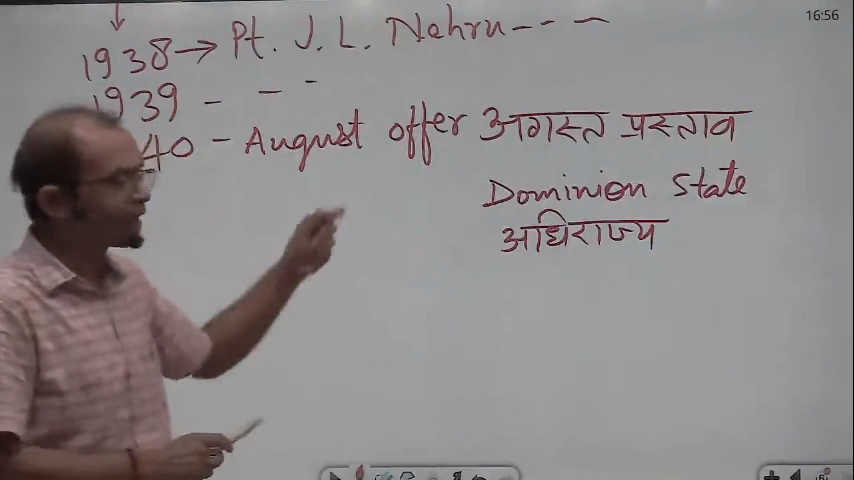 16:56
1938 → Pt. J. L. Nehru - - -
1939 - - -
40 - August offer अगस्त प्रस्ताव
Dominion State
अधिराज्य